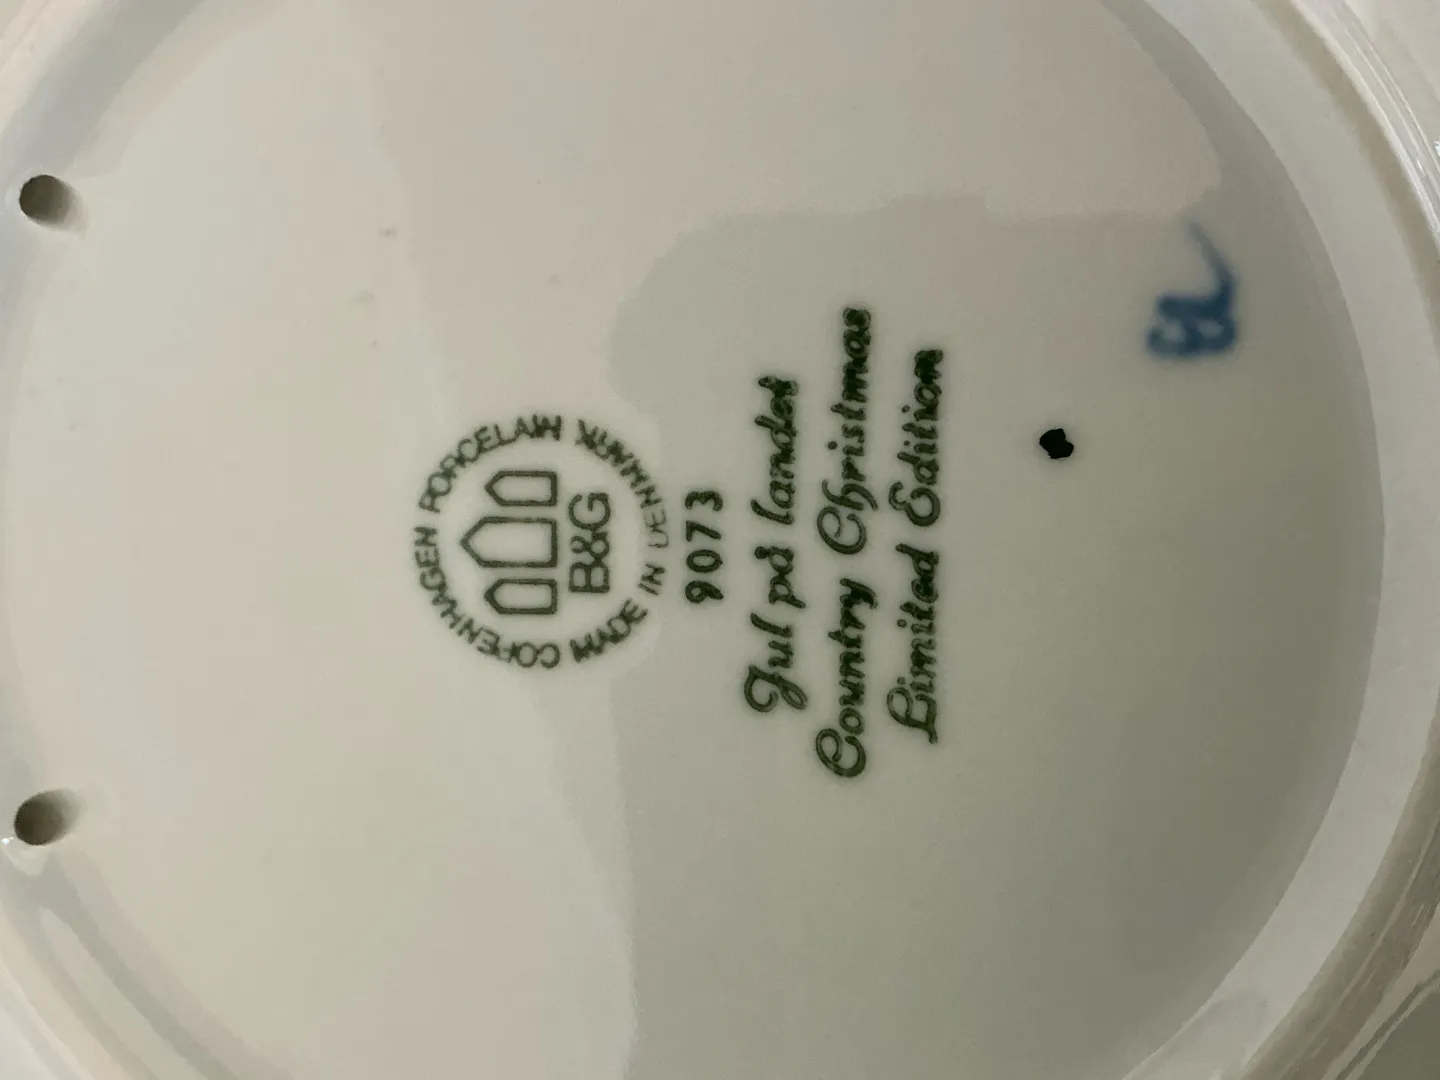 COPENHAGEN PORCELAIN
B&G
MADE IN DENMARK
9073
Jul på landet
Country Christmas
Limited Edition